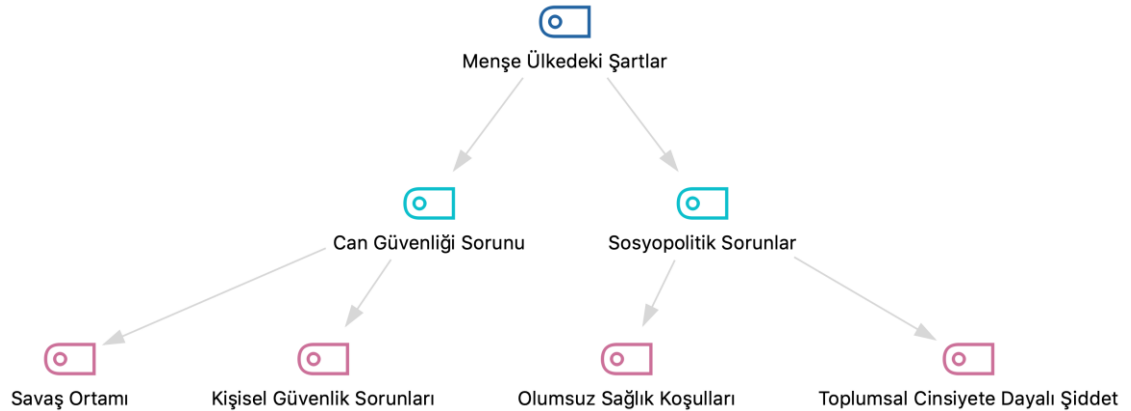 Menşe Ülkedeki Şartlar
Can Güvenliği Sorunu
Sosyopolitik Sorunlar
Savaş Ortamı
Kişisel Güvenlik Sorunları
Olumsuz Sağlık Koşulları
Toplumsal Cinsiyete Dayalı Şiddet